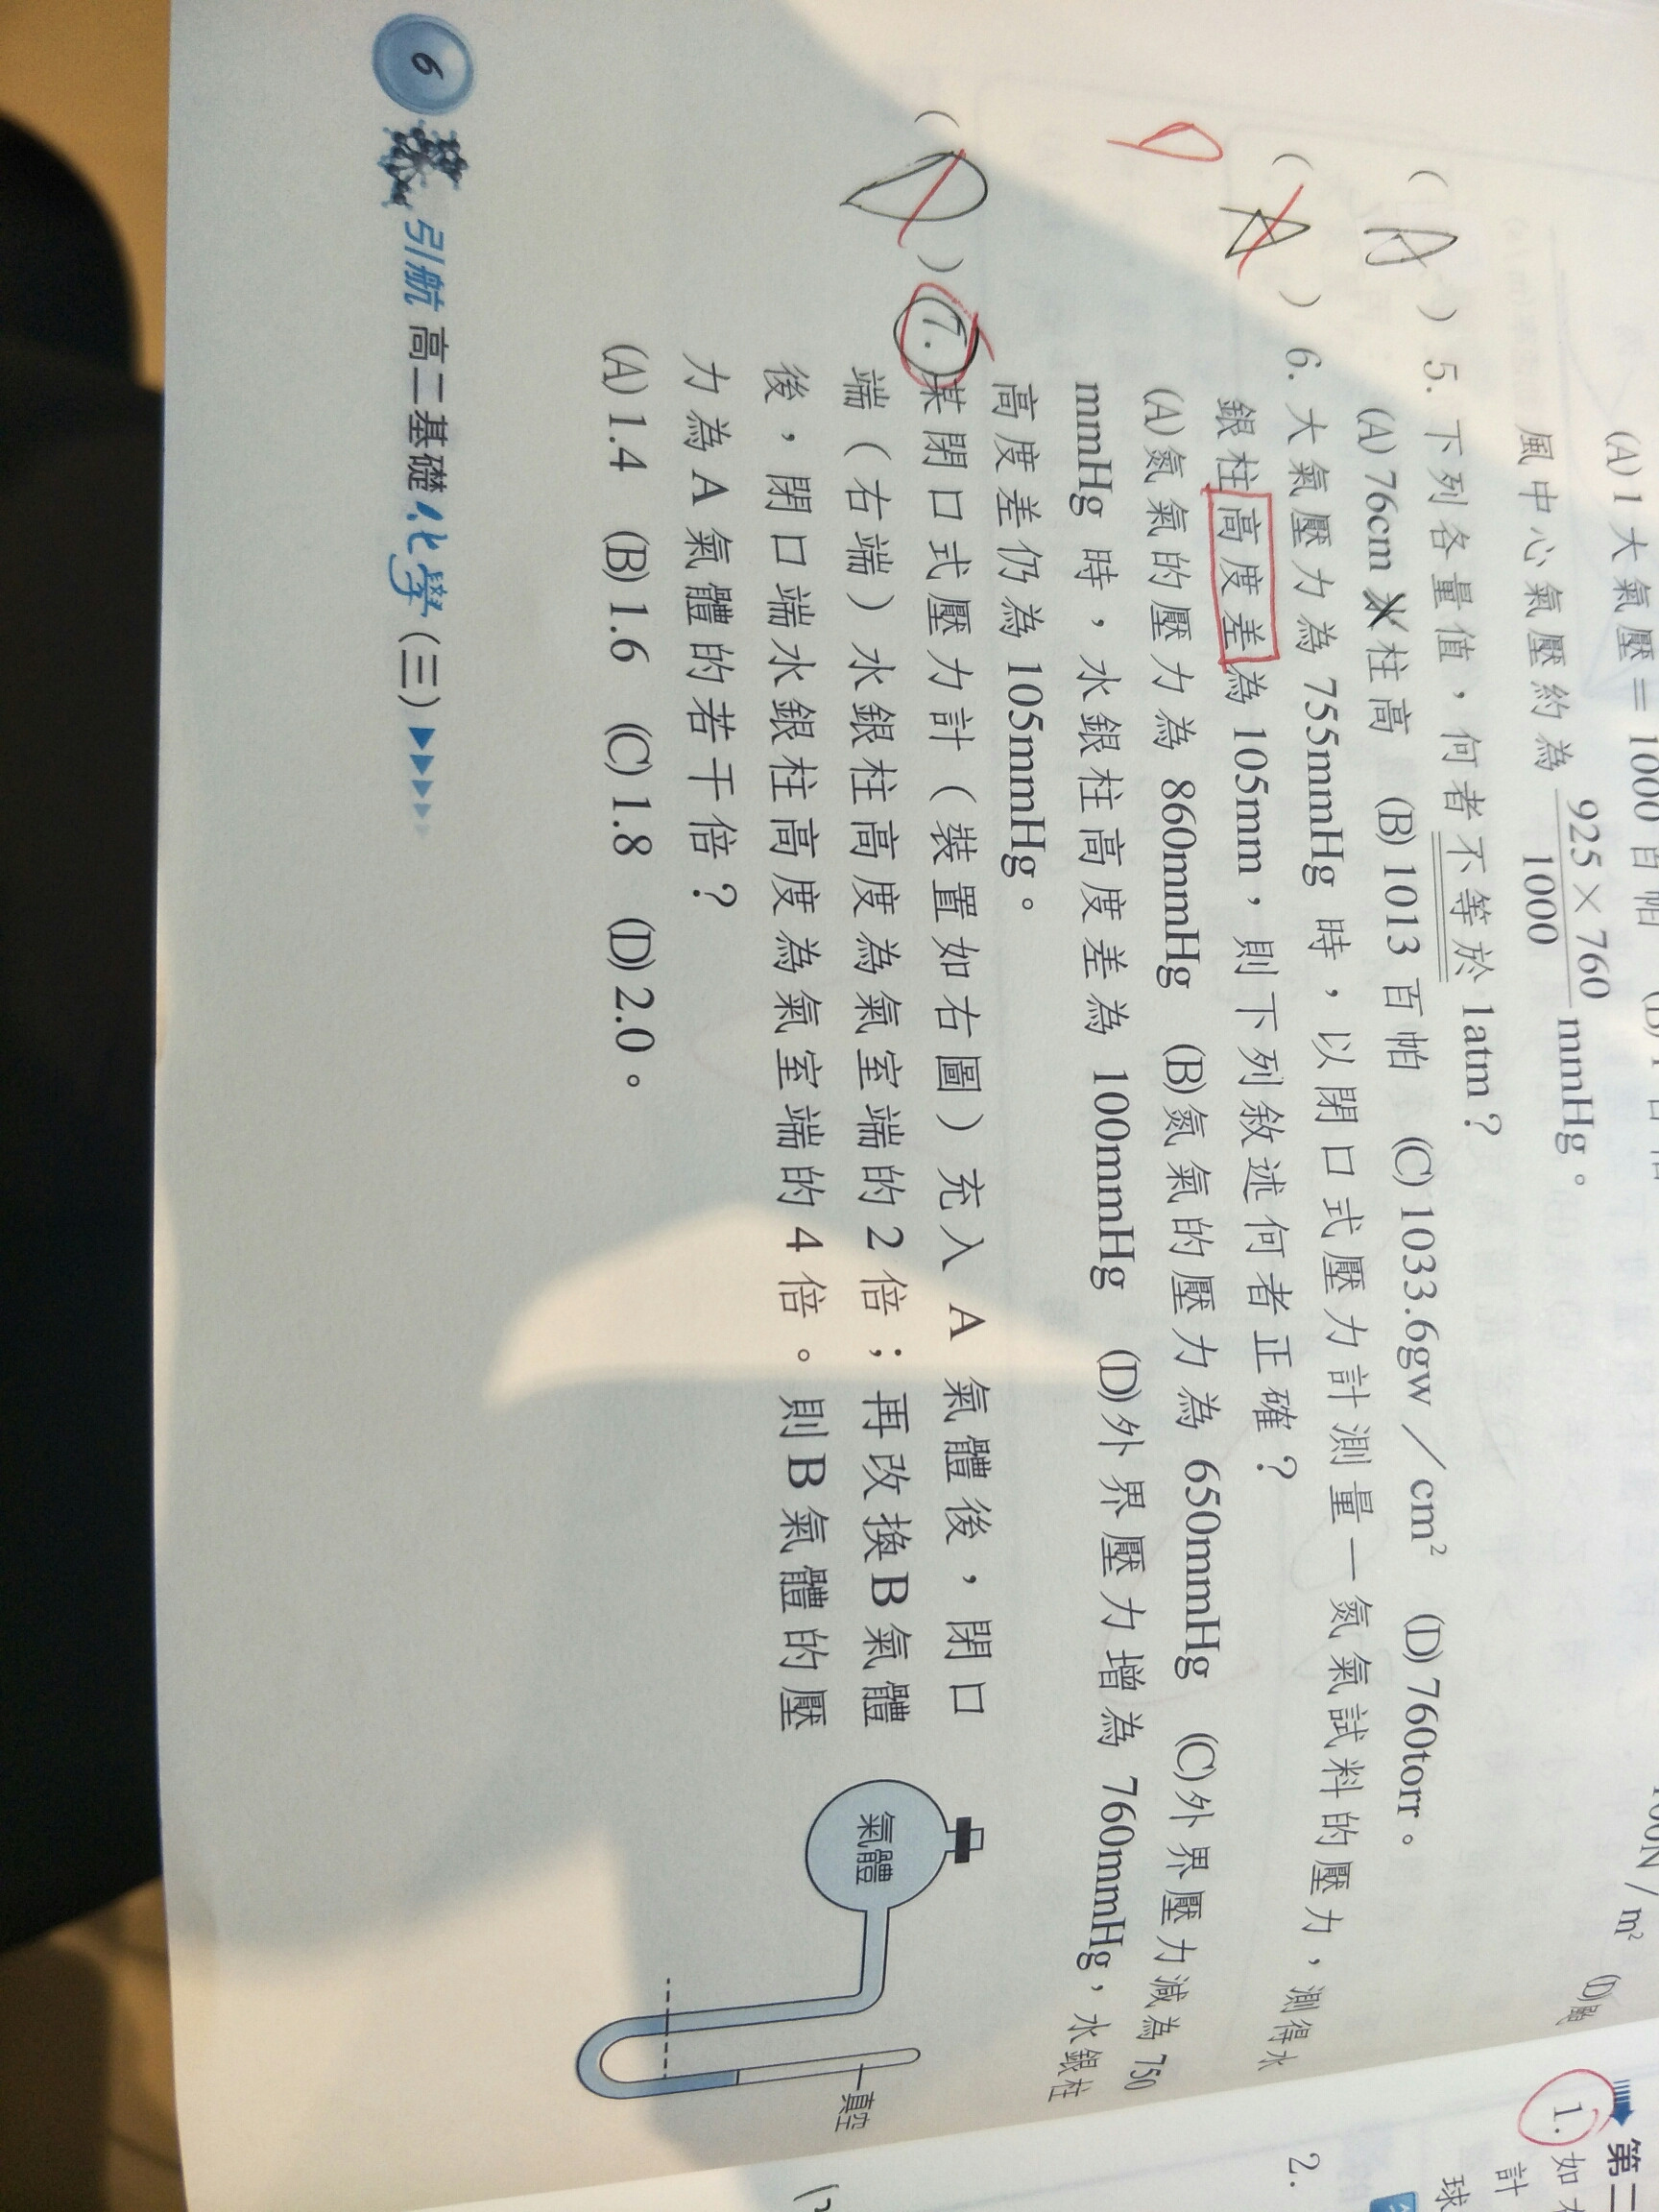 (A) 1 大氣壓 = 1000 百帕
風中心氣壓約為 925 × 760 / 1000 mmHg。
( A ) 5. 下列各量值，何者不等於 1atm？
(A) 76cm 水柱高 (B) 1013 百帕 (C) 1033.6gw／cm² (D) 760torr。
D
( A ) 6. 大氣壓力為 755mmHg 時，以閉口式壓力計測量一氮氣試料的壓力，測得水
銀柱高度差為 105mm，則下列敘述何者正確？
(A)氮氣的壓力為 860mmHg (B)氮氣的壓力為 650mmHg (C)外界壓力減為 750
mmHg 時，水銀柱高度差為 100mmHg (D)外界壓力增為 760mmHg，水銀柱
高度差仍為 105mmHg。
( D ) 7. 某閉口式壓力計（裝置如右圖）充入 A 氣體後，閉口
端（右端）水銀柱高度為氣室端的 2 倍；再改換 B 氣體
後，閉口端水銀柱高度為氣室端的 4 倍。則 B 氣體的壓
力為 A 氣體的若干倍？
(A) 1.4 (B) 1.6 (C) 1.8 (D) 2.0。
氣體
真空
6 引航 高二基礎化學（三）
100N / m²
1. 如
計
球
2.